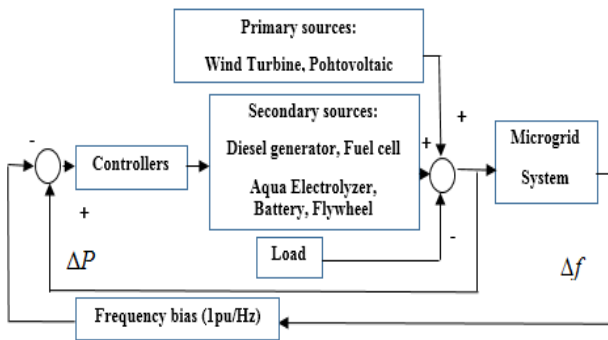 Primary sources:
Wind Turbine, Pohtovoltaic
Secondary sources:
Diesel generator, Fuel cell
Aqua Electrolyzer,
Battery, Flywheel
+
+
-
-
+
Controllers
Microgrid
System
Load
ΔP
Δf
Frequency bias (1pu/Hz)